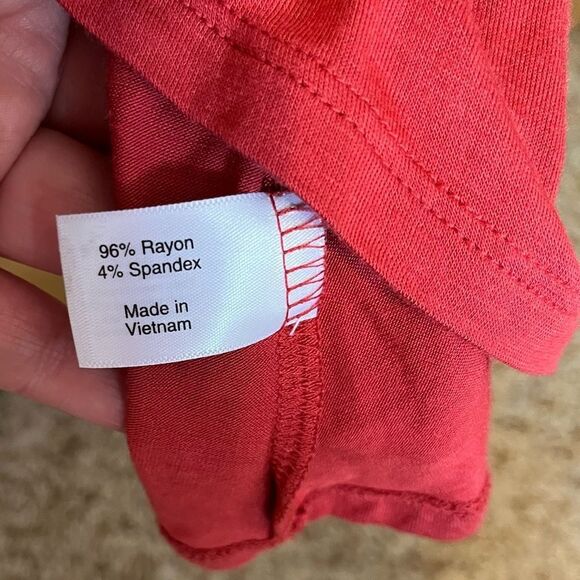 96% Rayon
4% Spandex
Made in
Vietnam